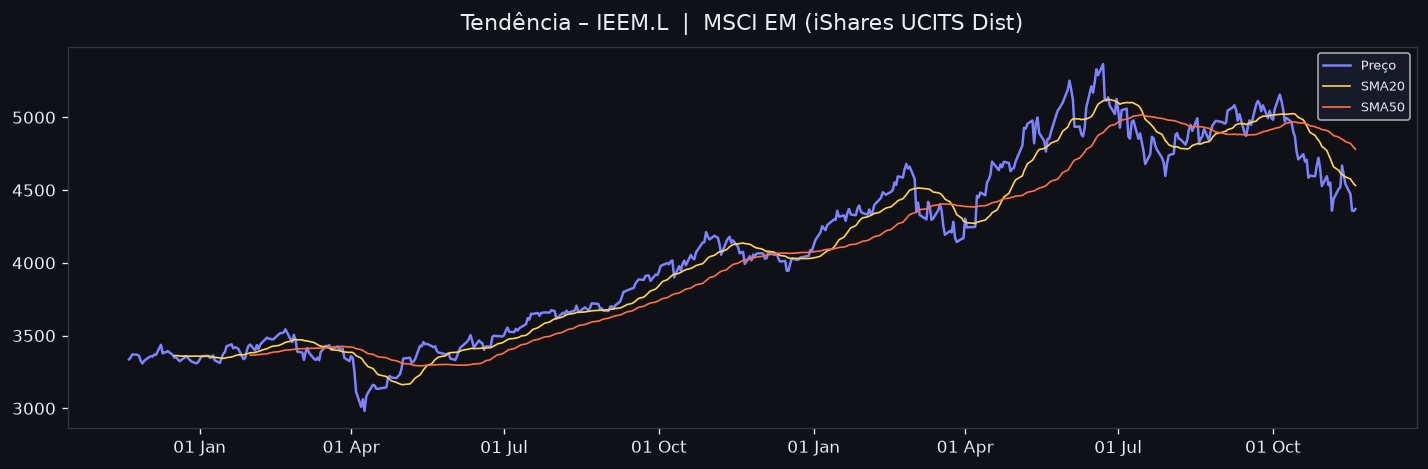 Tendência – IEEM.L | MSCI EM (iShares UCITS Dist)
Preço
SMA20
SMA50
5000
4500
4000
3500
3000
01 Jan
01 Apr
01 Jul
01 Oct
01 Jan
01 Apr
01 Jul
01 Oct